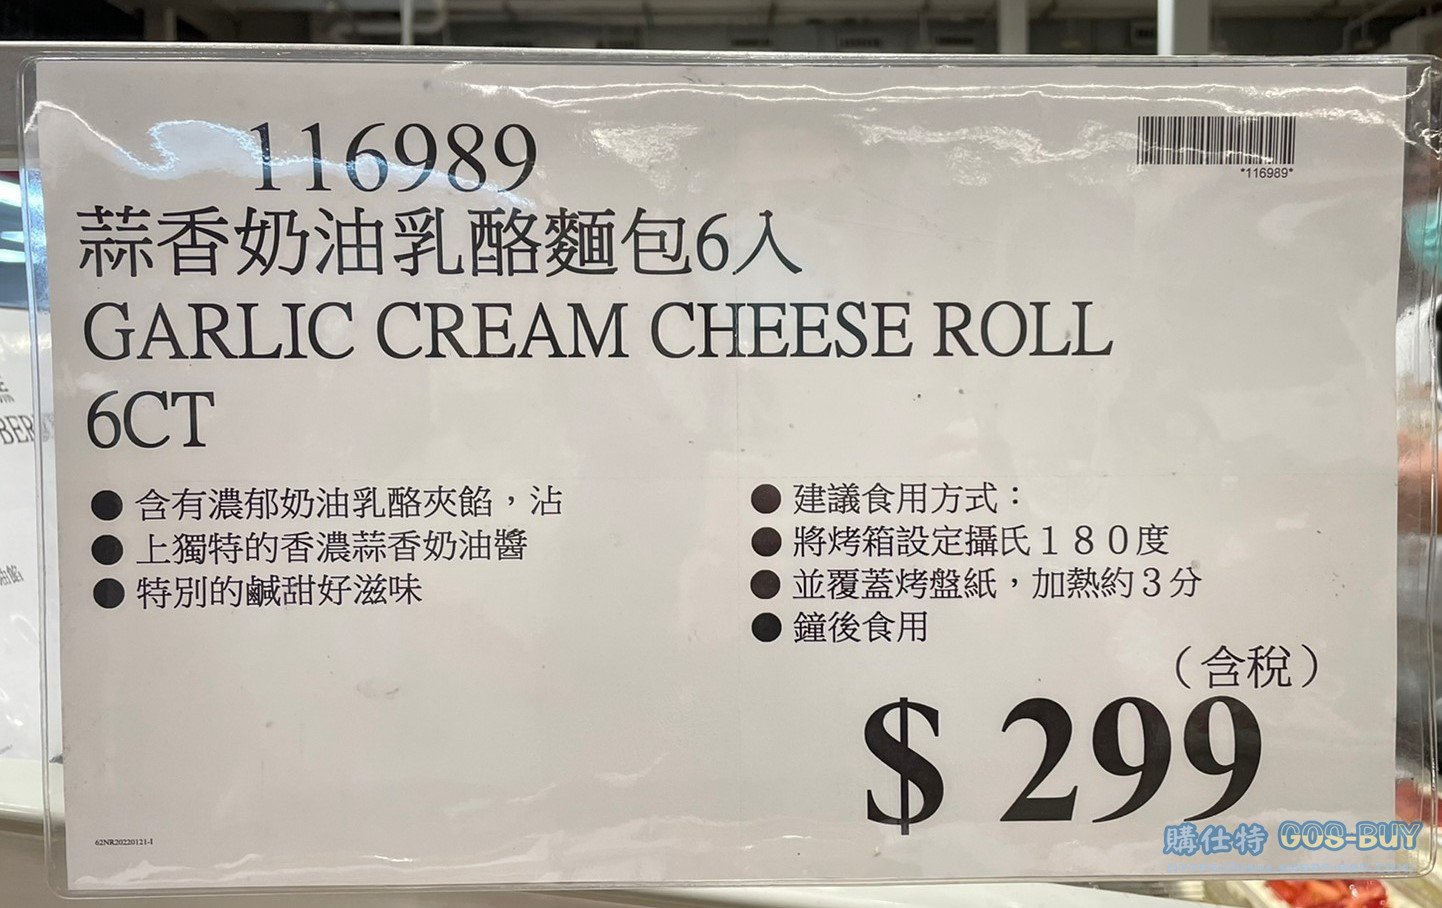 116989
*116989*
蒜香奶油乳酪麵包6入
GARLIC CREAM CHEESE ROLL
6CT
●含有濃郁奶油乳酪夾餡，沾
●上獨特的香濃蒜香奶油醬
●特別的鹹甜好滋味
●建議食用方式：
●將烤箱設定攝氏１８０度
●並覆蓋烤盤紙，加熱約３分
●鐘後食用
（含稅）
$ 299
62NR20220121-I
購仕特 GOS-BUY
BER
油餡